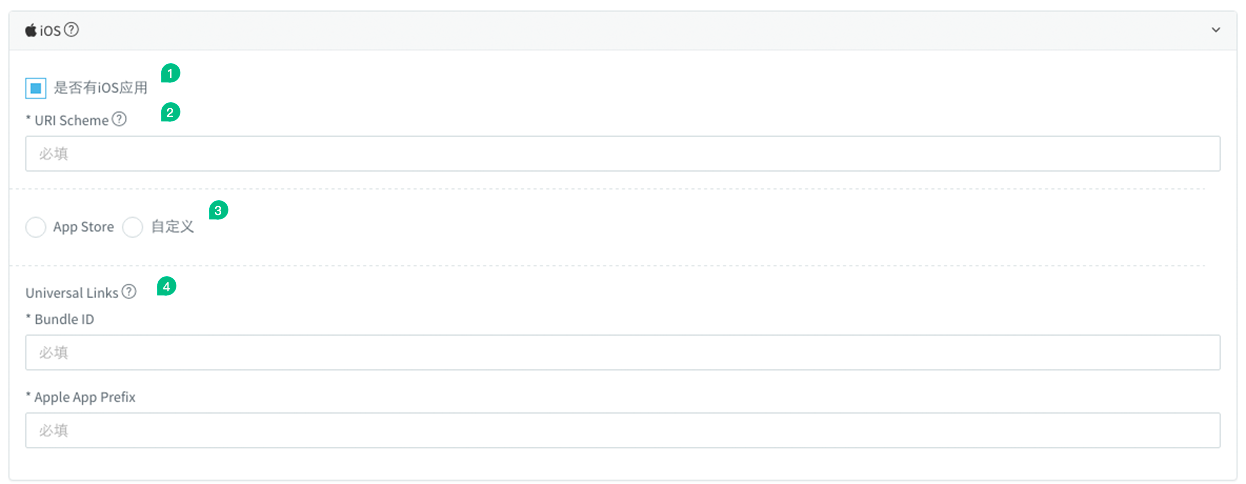 iOS ?
是否有iOS应用 1
* URI Scheme ? 2
必填
App Store 自定义 3
Universal Links ? 4
* Bundle ID
必填
* Apple App Prefix
必填